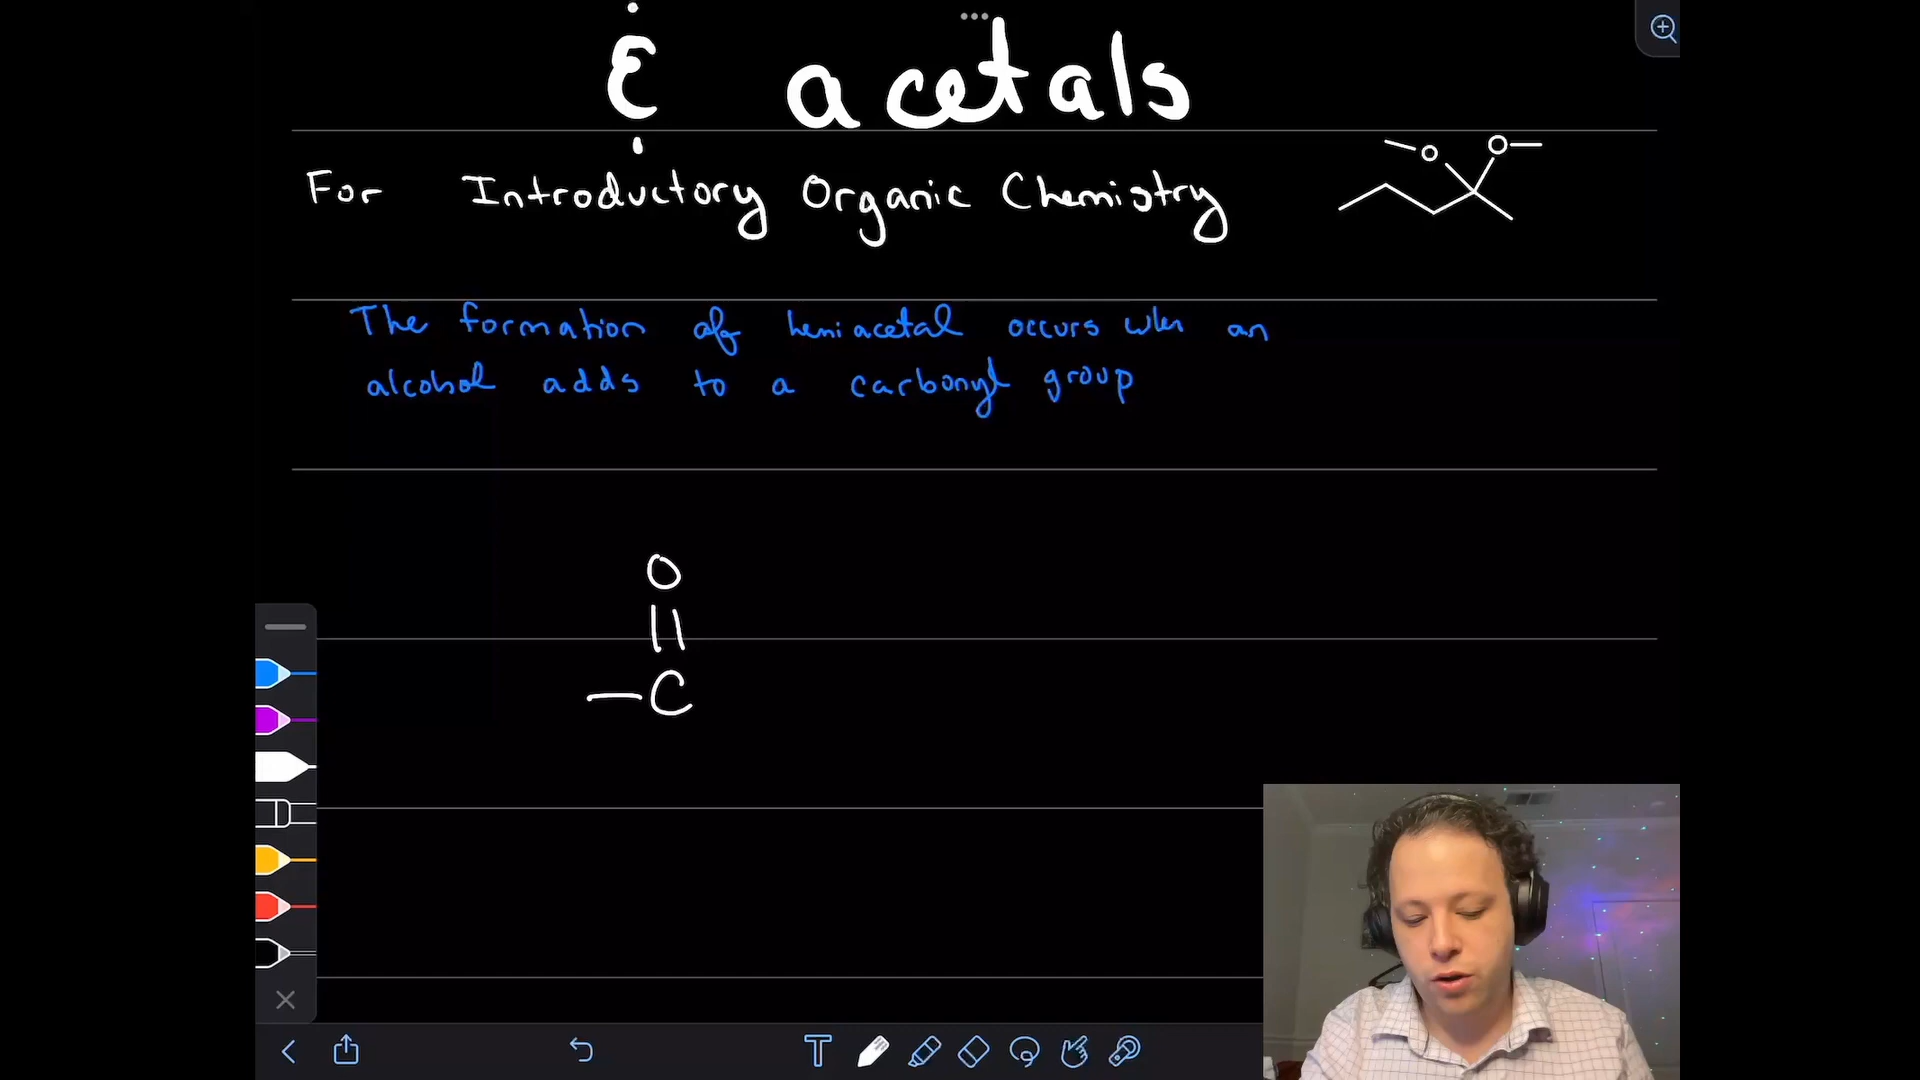 & acetals
For Introductory Organic Chemistry
O O
The formation of hemiacetal occurs when an
alcohol adds to a carbonyl group
O
C
T